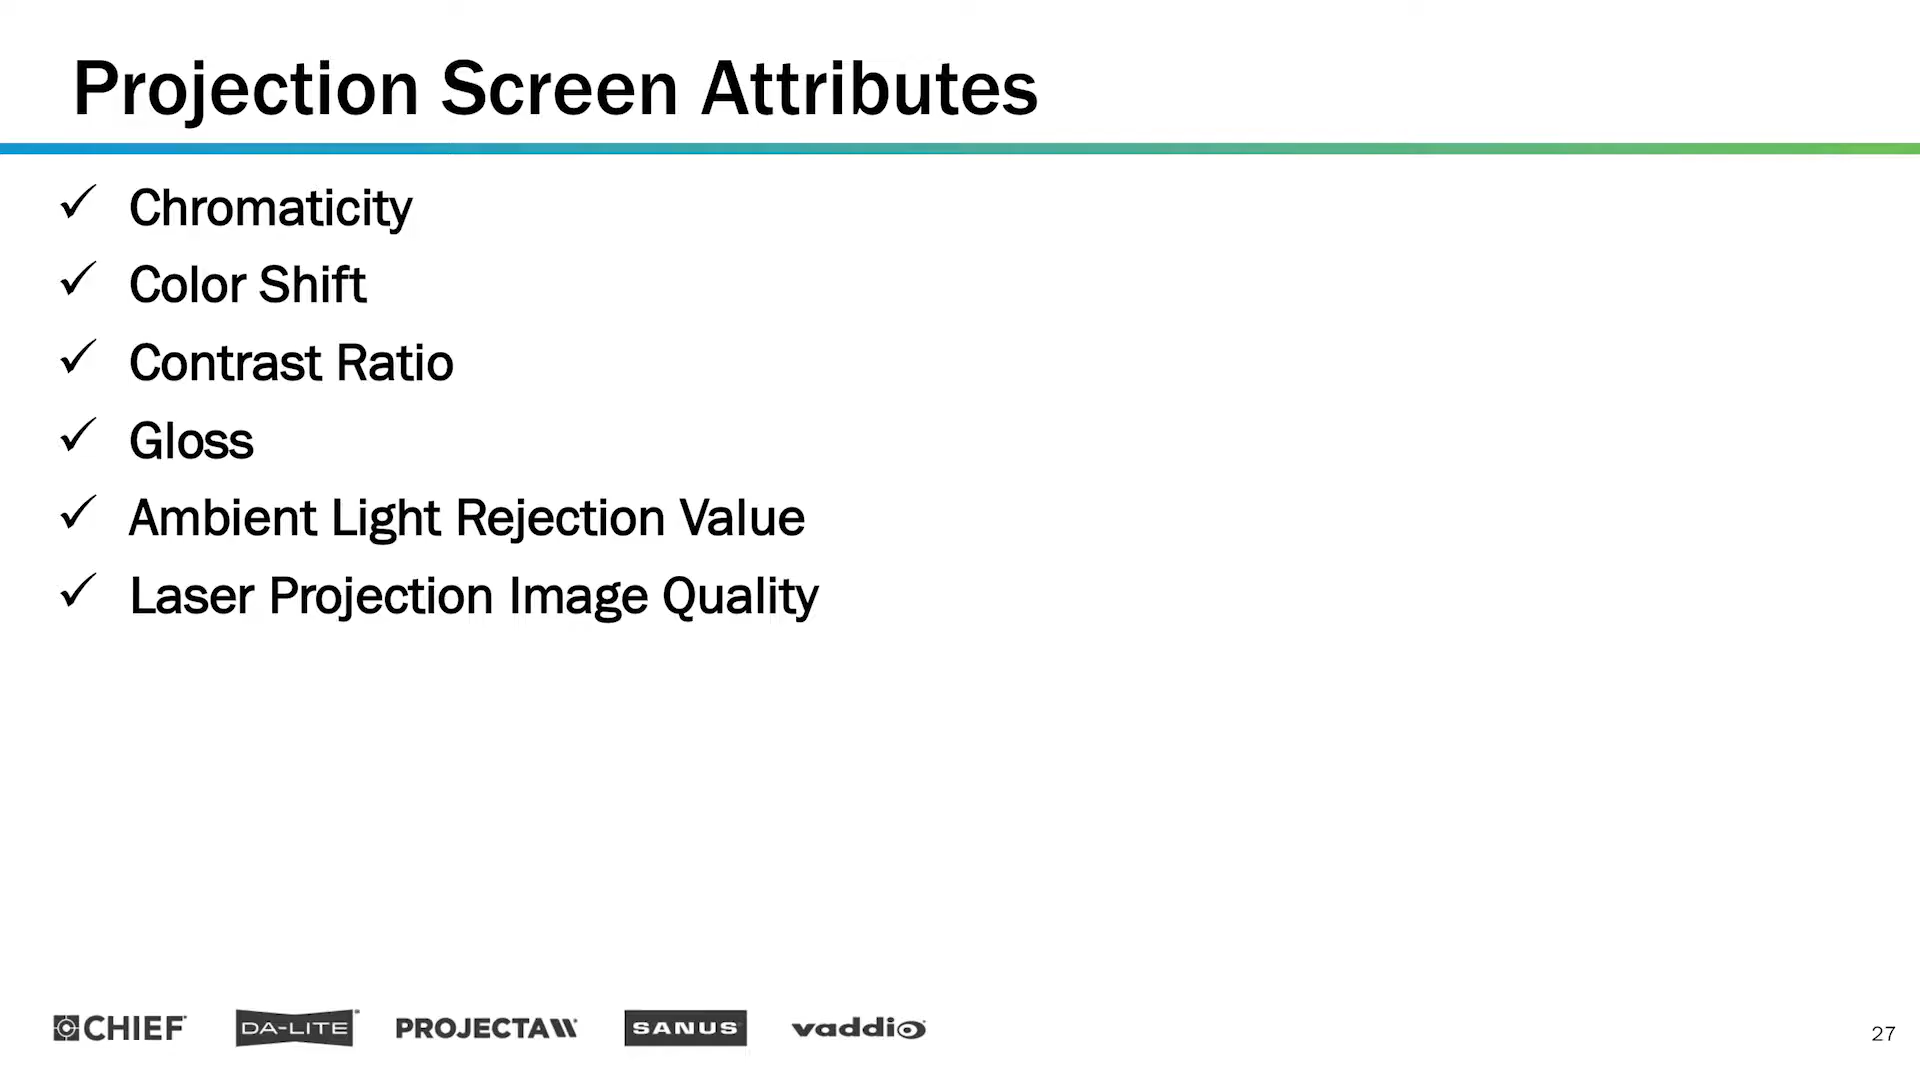 Projection Screen Attributes
✓ Chromaticity
✓ Color Shift
✓ Contrast Ratio
✓ Gloss
✓ Ambient Light Rejection Value
✓ Laser Projection Image Quality
CHIEF DA-LITE PROJECTA SANUS vaddio
27